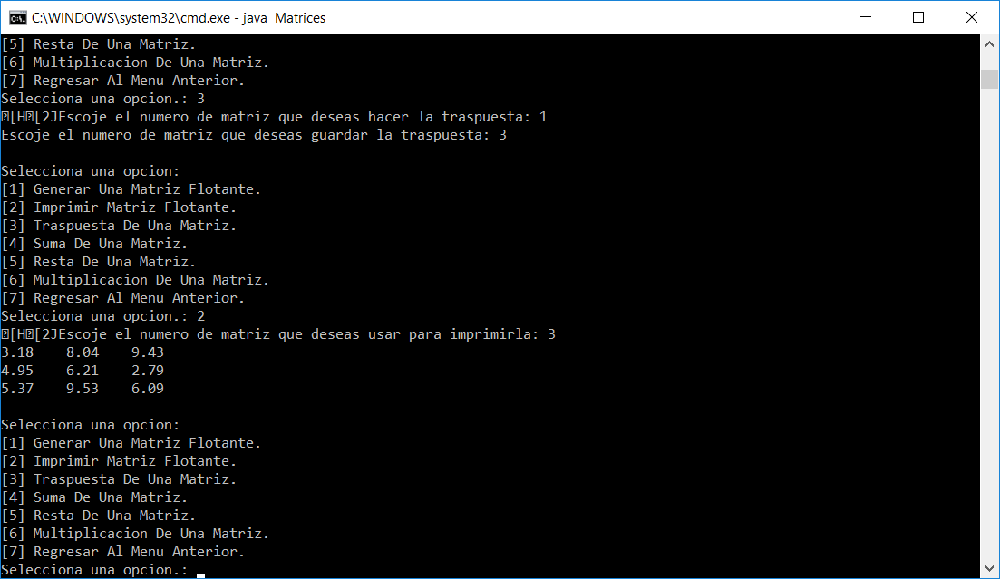 C:\WINDOWS\system32\cmd.exe - java  Matrices
[5] Resta De Una Matriz.
[6] Multiplicacion De Una Matriz.
[7] Regresar Al Menu Anterior.
Selecciona una opcion.: 3
⍰[H⍰[2JEscoje el numero de matriz que deseas hacer la traspuesta: 1
Escoje el numero de matriz que deseas guardar la traspuesta: 3

Selecciona una opcion:
[1] Generar Una Matriz Flotante.
[2] Imprimir Matriz Flotante.
[3] Traspuesta De Una Matriz.
[4] Suma De Una Matriz.
[5] Resta De Una Matriz.
[6] Multiplicacion De Una Matriz.
[7] Regresar Al Menu Anterior.
Selecciona una opcion.: 2
⍰[H⍰[2JEscoje el numero de matriz que deseas usar para imprimirla: 3
3.18    8.04    9.43
4.95    6.21    2.79
5.37    9.53    6.09

Selecciona una opcion:
[1] Generar Una Matriz Flotante.
[2] Imprimir Matriz Flotante.
[3] Traspuesta De Una Matriz.
[4] Suma De Una Matriz.
[5] Resta De Una Matriz.
[6] Multiplicacion De Una Matriz.
[7] Regresar Al Menu Anterior.
Selecciona una opcion.: